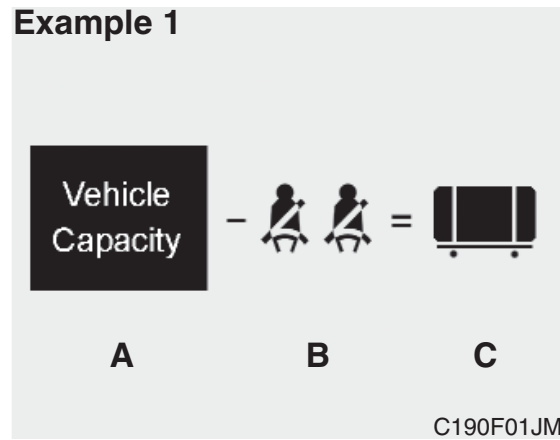 Example 1
Vehicle
Capacity
- =
A B C
C190F01JM